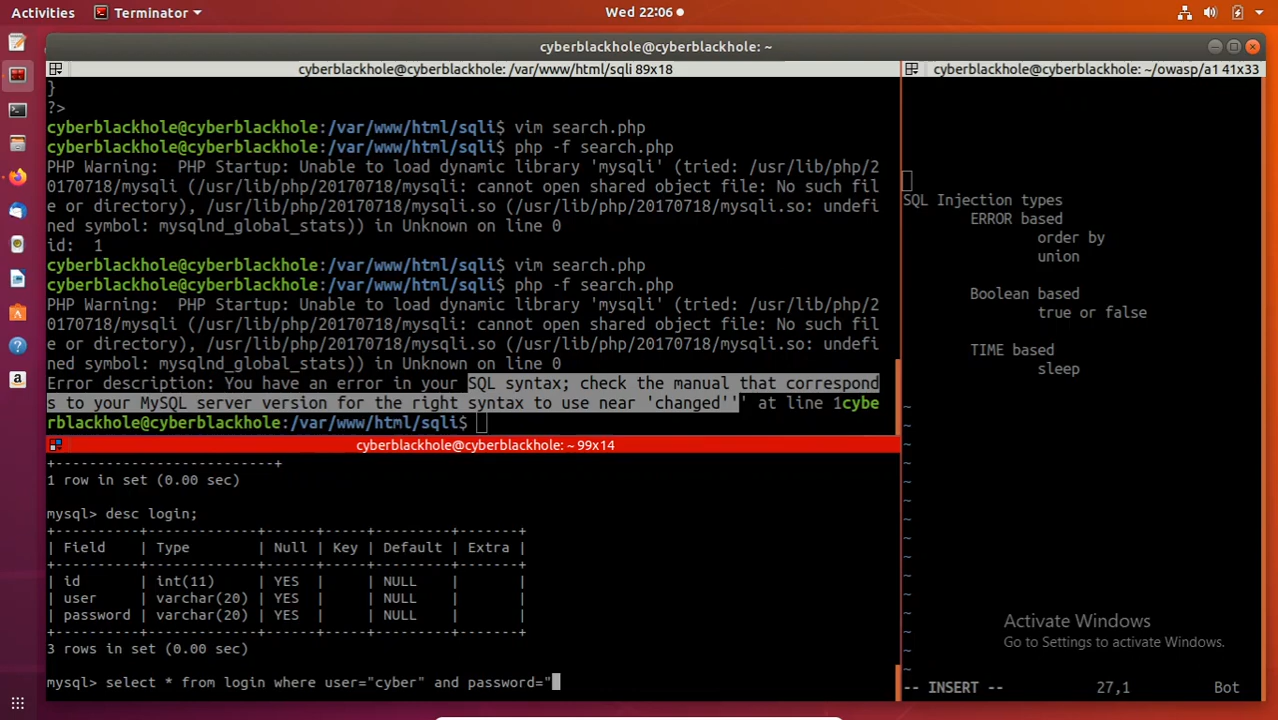 Activities
Terminator
Wed 22:06
cyberblackhole@cyberblackhole: ~
cyberblackhole@cyberblackhole: /var/www/html/sqli 89x18
}
?>
cyberblackhole@cyberblackhole:/var/www/html/sqli$ vim search.php
cyberblackhole@cyberblackhole:/var/www/html/sqli$ php -f search.php
PHP Warning:  PHP Startup: Unable to load dynamic library 'mysqli' (tried: /usr/lib/php/2
0170718/mysqli (/usr/lib/php/20170718/mysqli: cannot open shared object file: No such fil
e or directory), /usr/lib/php/20170718/mysqli.so (/usr/lib/php/20170718/mysqli.so: undefi
ned symbol: mysqlnd_global_stats)) in Unknown on line 0
id:  1
cyberblackhole@cyberblackhole:/var/www/html/sqli$ vim search.php
cyberblackhole@cyberblackhole:/var/www/html/sqli$ php -f search.php
PHP Warning:  PHP Startup: Unable to load dynamic library 'mysqli' (tried: /usr/lib/php/2
0170718/mysqli (/usr/lib/php/20170718/mysqli: cannot open shared object file: No such fil
e or directory), /usr/lib/php/20170718/mysqli.so (/usr/lib/php/20170718/mysqli.so: undefi
ned symbol: mysqlnd_global_stats)) in Unknown on line 0
Error description: You have an error in your SQL syntax; check the manual that correspond
s to your MySQL server version for the right syntax to use near 'changed''' at line 1cybe
rblackhole@cyberblackhole:/var/www/html/sqli$
cyberblackhole@cyberblackhole: ~ 99x14
+---------------------------+
1 row in set (0.00 sec)
mysql> desc login;
+----------+-------------+------+-----+---------+-------+
| Field    | Type        | Null | Key | Default | Extra |
+----------+-------------+------+-----+---------+-------+
| id       | int(11)     | YES  |     | NULL    |       |
| user     | varchar(20) | YES  |     | NULL    |       |
| password | varchar(20) | YES  |     | NULL    |       |
+----------+-------------+------+-----+---------+-------+
3 rows in set (0.00 sec)
mysql> select * from login where user="cyber" and password="
cyberblackhole@cyberblackhole: ~/owasp/a1 41x33
SQL Injection types
ERROR based
order by
union
Boolean based
true or false
TIME based
sleep
~
~
~
~
~
~
~
~
~
~
~
~
~
~
Activate Windows
Go to Settings to activate Windows.
-- INSERT --
27,1
Bot